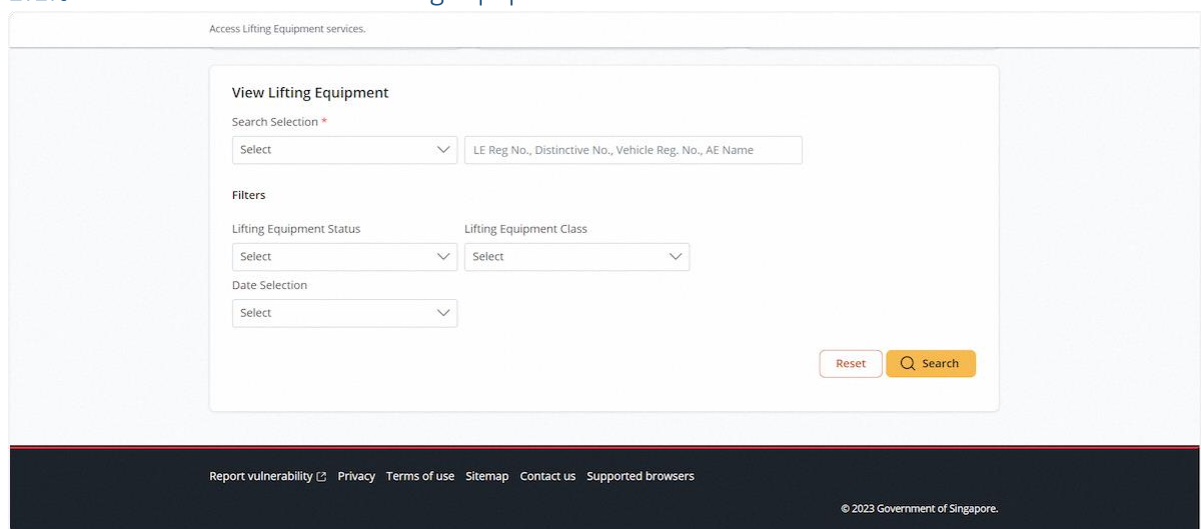 Access Lifting Equipment services.
View Lifting Equipment
Search Selection *
Select LE Reg No., Distinctive No., Vehicle Reg. No., AE Name
Filters
Lifting Equipment Status Lifting Equipment Class
Select Select
Date Selection
Select
Reset Search
Report vulnerability Privacy Terms of use Sitemap Contact us Supported browsers
© 2023 Government of Singapore.